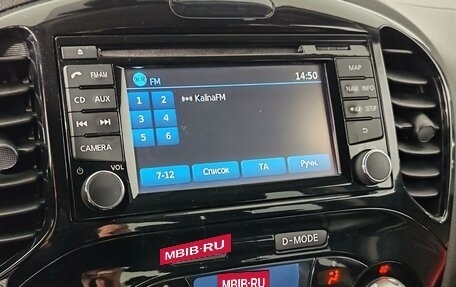 FM
14:50
FM-AM
MAP
1 2
KalinaFM
CD AUX
NAV INFO
3 4
SETUP
5 6
CAMERA
VOL
7-12 Список TA Ручн.
D-MODE
MBIB-RU
MBIB-RU